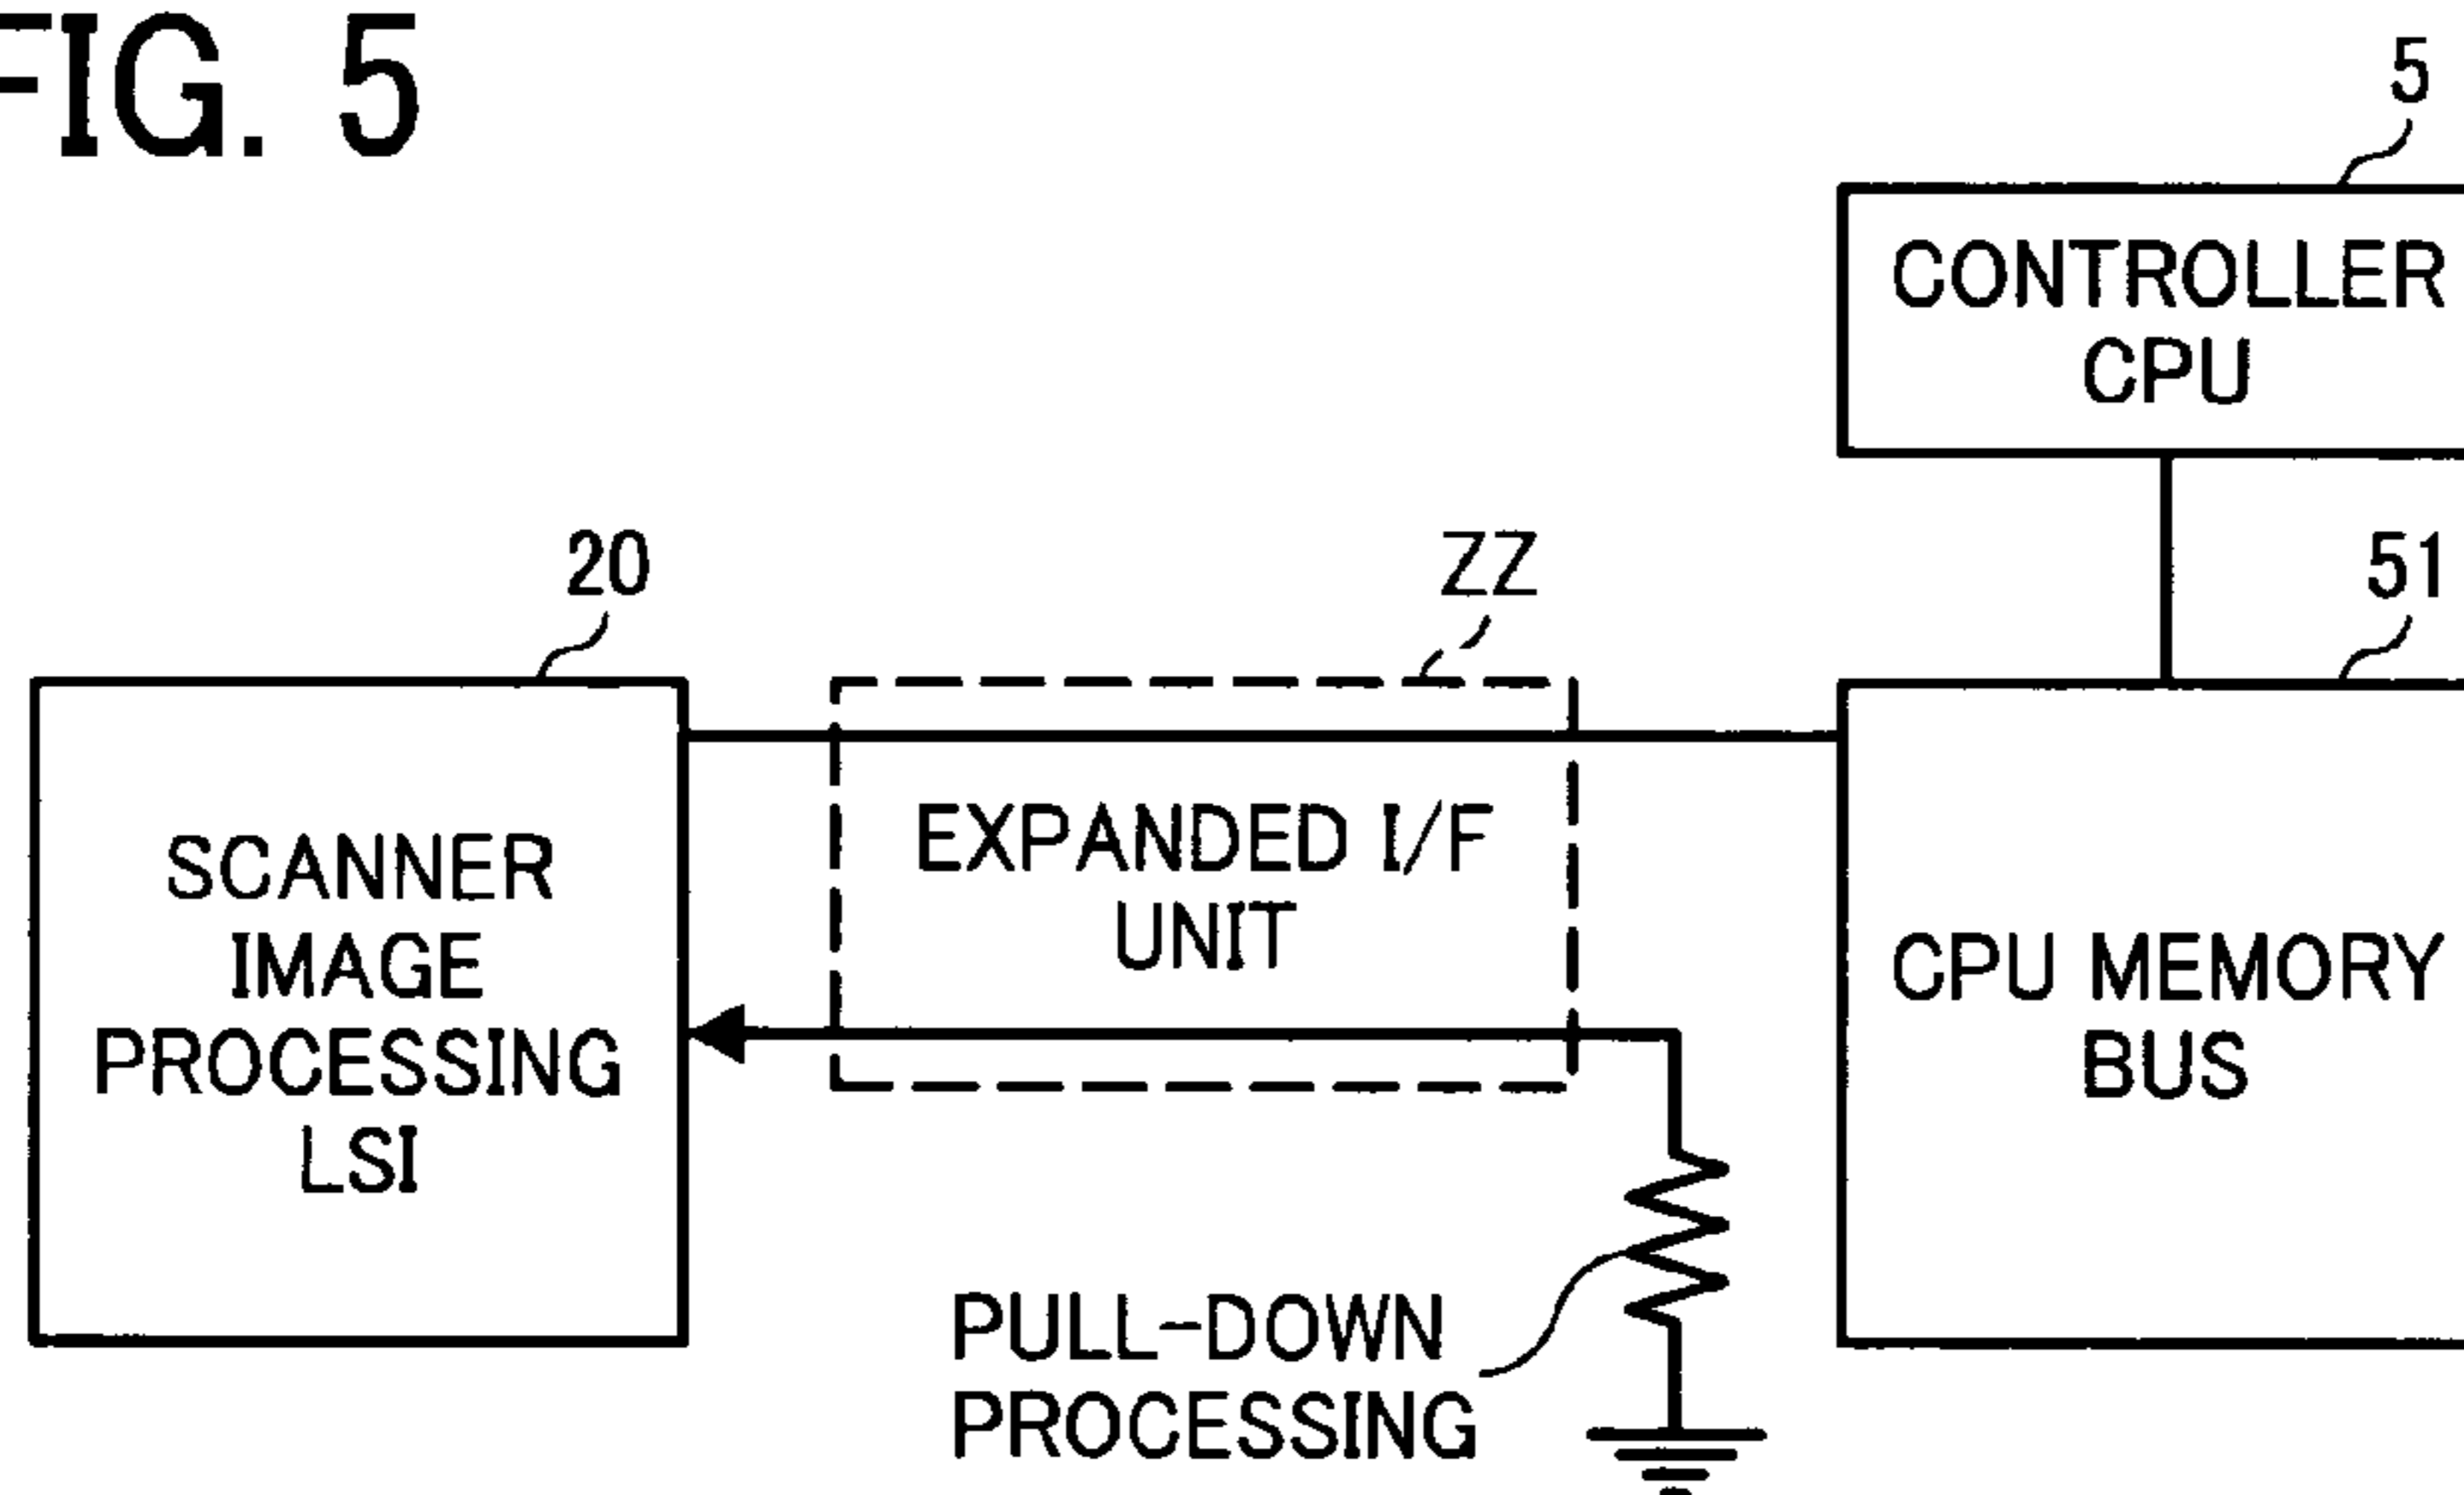 FIG. 5
5
CONTROLLER
CPU
20
ZZ
51
SCANNER
IMAGE
PROCESSING
LSI
EXPANDED I/F
UNIT
CPU MEMORY
BUS
PULL-DOWN
PROCESSING